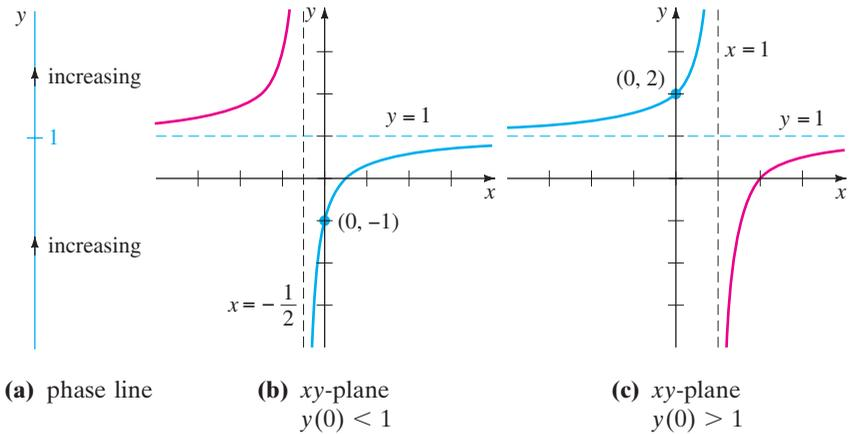 y
increasing
1
increasing
y
y = 1
x
(0, –1)
x = – 1/2
y
x = 1
(0, 2)
y = 1
x
(a) phase line
(b) xy-plane
y(0) < 1
(c) xy-plane
y(0) > 1